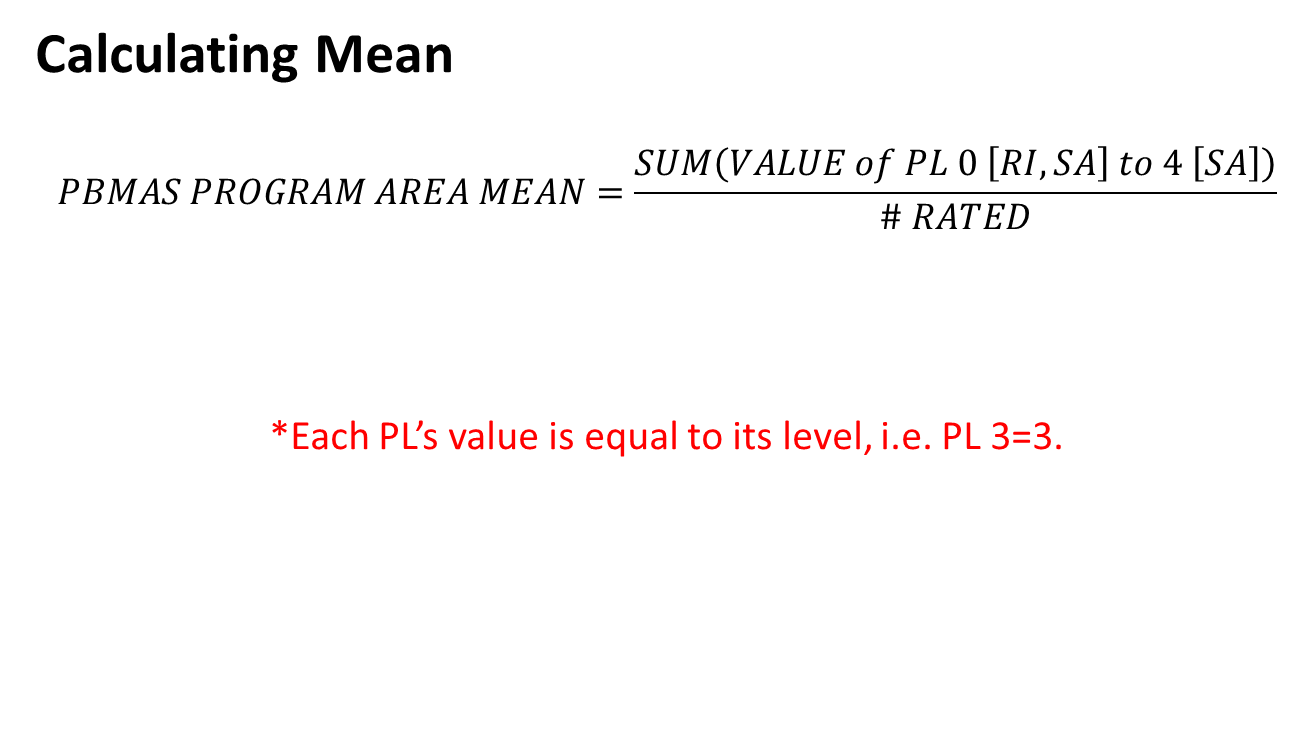 Calculating Mean
PBMAS PROGRAM AREA MEAN = SUM(VALUE of PL 0 [RI, SA] to 4 [SA])
# RATED
*Each PL’s value is equal to its level, i.e. PL 3=3.